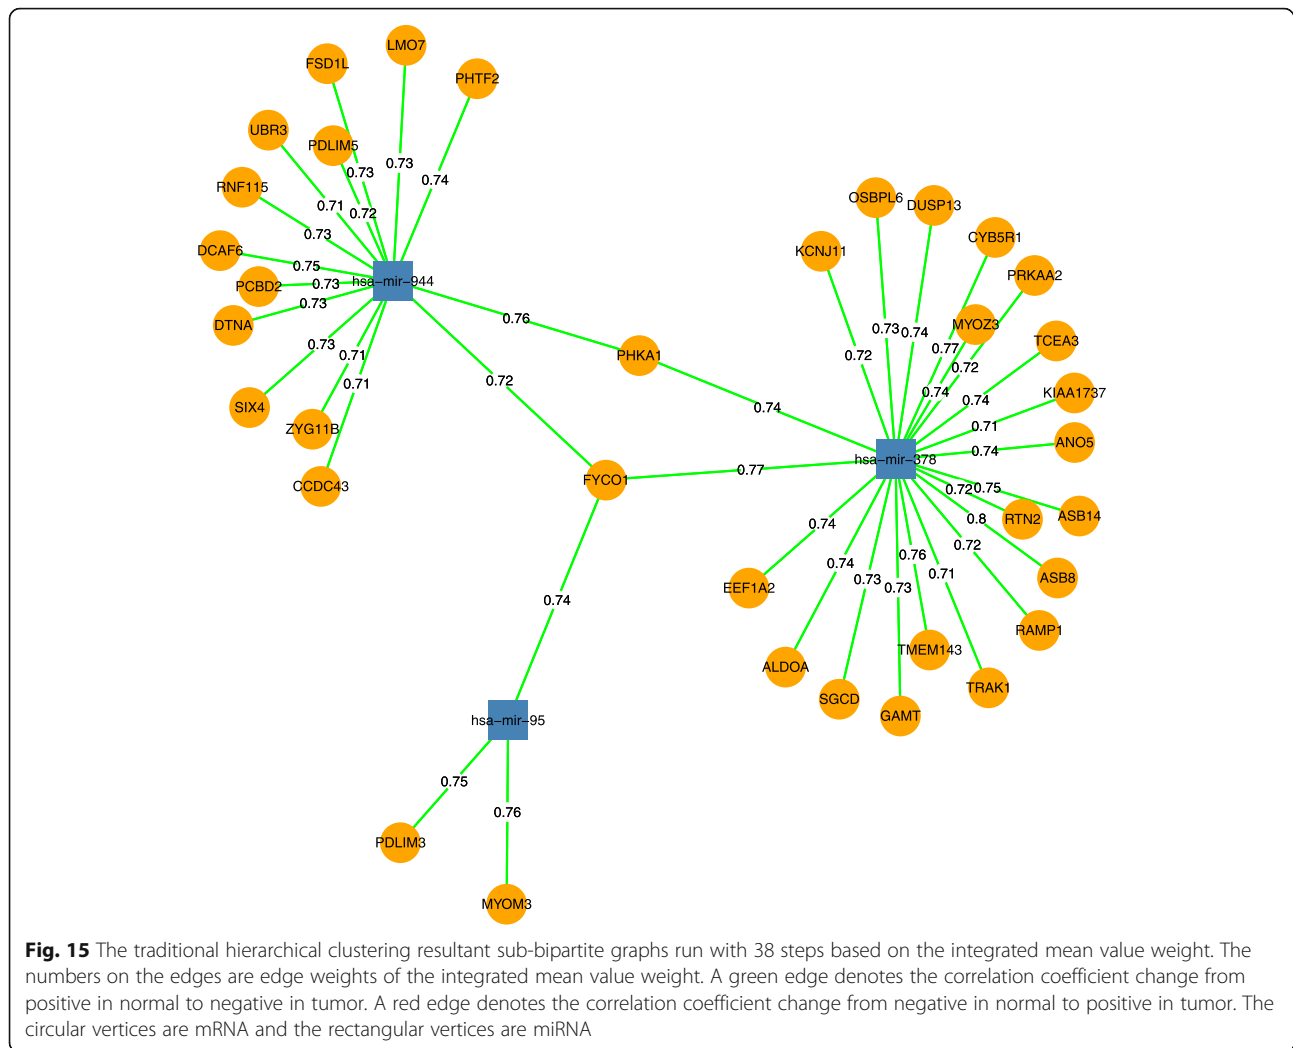 LMO7
FSD1L
PHTF2
UBR3
PDLIM5
0.73
0.73
0.74
RNF115
0.71
0.72
0.73
DCAF6
0.75
PCBD2
0.73
hsa-mir-944
0.73
DTNA
0.73
0.71
0.71
SIX4
ZYG11B
CCDC43
0.76
PHKA1
0.72
0.74
FYCO1
0.77
OSBPL6
DUSP13
KCNJ11
CYB5R1
PRKAA2
MYOZ3
TCEA3
0.73
0.74
0.77
0.72
0.72
0.74
0.74
KIAA1737
0.71
ANO5
0.74
hsa-mir-378
0.72
0.75
RTN2
ASB14
0.8
0.74
0.72
0.76
0.74
0.71
0.73
0.73
ASB8
EEF1A2
RAMP1
TMEM143
ALDOA
TRAK1
SGCD
GAMT
0.74
hsa-mir-95
0.75
0.76
PDLIM3
MYOM3
Fig. 15 The traditional hierarchical clustering resultant sub-bipartite graphs run with 38 steps based on the integrated mean value weight. The
numbers on the edges are edge weights of the integrated mean value weight. A green edge denotes the correlation coefficient change from
positive in normal to negative in tumor. A red edge denotes the correlation coefficient change from negative in normal to positive in tumor. The
circular vertices are mRNA and the rectangular vertices are miRNA